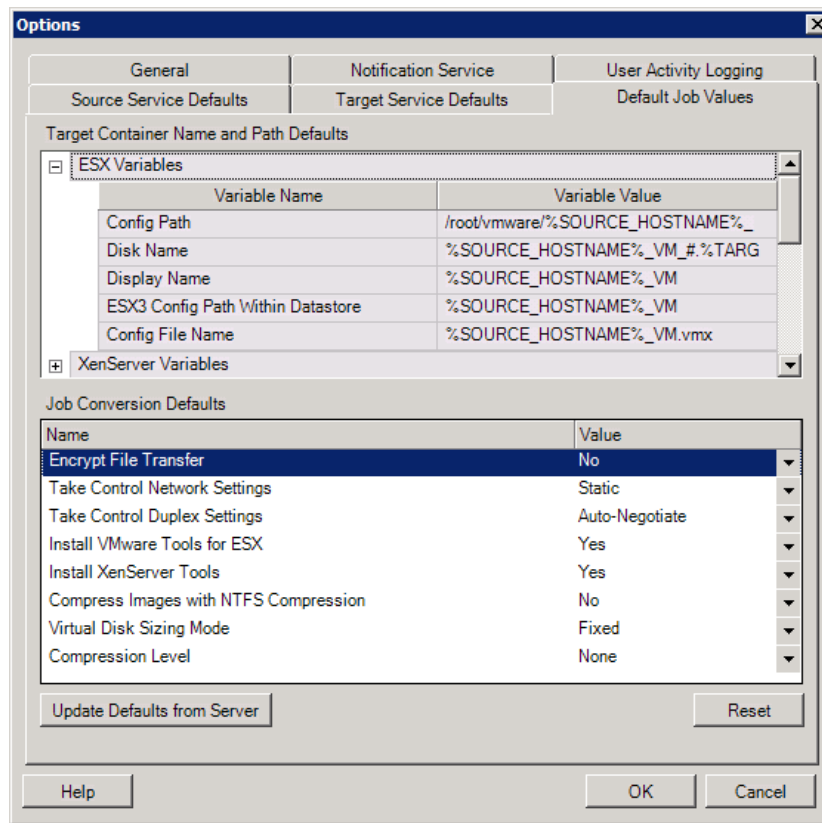 Options
General Notification Service User Activity Logging
Source Service Defaults Target Service Defaults Default Job Values
Target Container Name and Path Defaults
ESX Variables
Variable Name Variable Value
Config Path /root/vmware/%SOURCE_HOSTNAME%_
Disk Name %SOURCE_HOSTNAME%_VM_#.%TARG
Display Name %SOURCE_HOSTNAME%_VM
ESX3 Config Path Within Datastore %SOURCE_HOSTNAME%_VM
Config File Name %SOURCE_HOSTNAME%_VM.vmx
XenServer Variables
Job Conversion Defaults
Name Value
Encrypt File Transfer No
Take Control Network Settings Static
Take Control Duplex Settings Auto-Negotiate
Install VMware Tools for ESX Yes
Install XenServer Tools Yes
Compress Images with NTFS Compression No
Virtual Disk Sizing Mode Fixed
Compression Level None
Update Defaults from Server Reset
Help OK Cancel